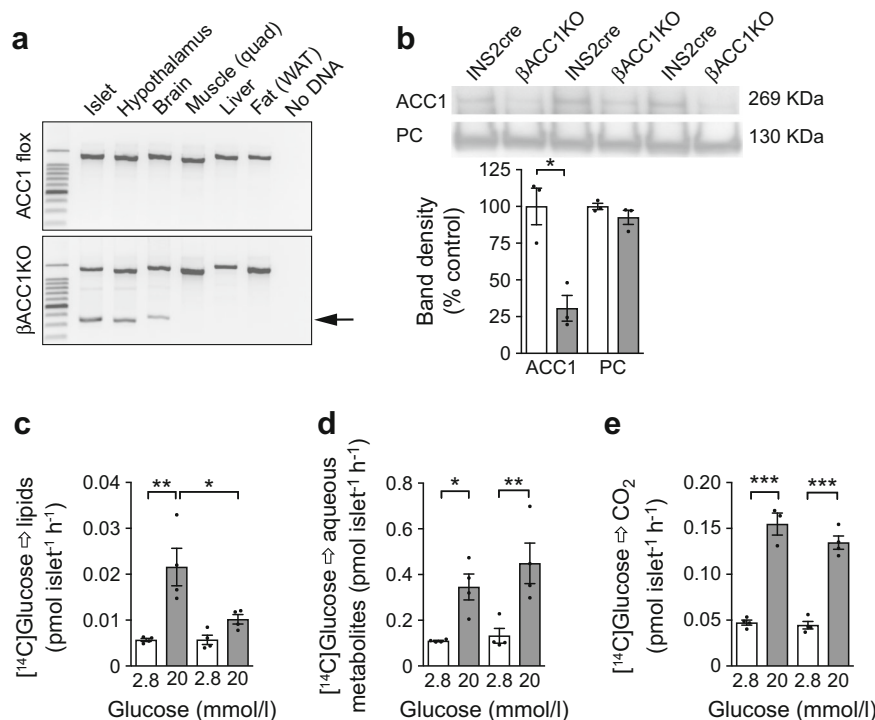 a
Islet
Hypothalamus
Brain
Muscle (quad)
Liver
Fat (WAT)
No DNA
ACC1 flox
βACC1KO
b
INS2cre
βACC1KO
INS2cre
βACC1KO
INS2cre
βACC1KO
ACC1
269 KDa
PC
130 KDa
Band density
(% control)
125
100
75
50
25
0
*
ACC1
PC
c
[¹⁴C]Glucose ⇨ lipids
(pmol islet⁻¹ h⁻¹)
0.04
0.03
0.02
0.01
0
**
*
2.8
20
2.8
20
Glucose (mmol/l)
d
[¹⁴C]Glucose ⇨ aqueous
metabolites (pmol islet⁻¹ h⁻¹)
0.8
0.6
0.4
0.2
0
*
**
2.8
20
2.8
20
Glucose (mmol/l)
e
[¹⁴C]Glucose ⇨ CO₂
(pmol islet⁻¹ h⁻¹)
0.20
0.15
0.10
0.05
0
***
***
2.8
20
2.8
20
Glucose (mmol/l)